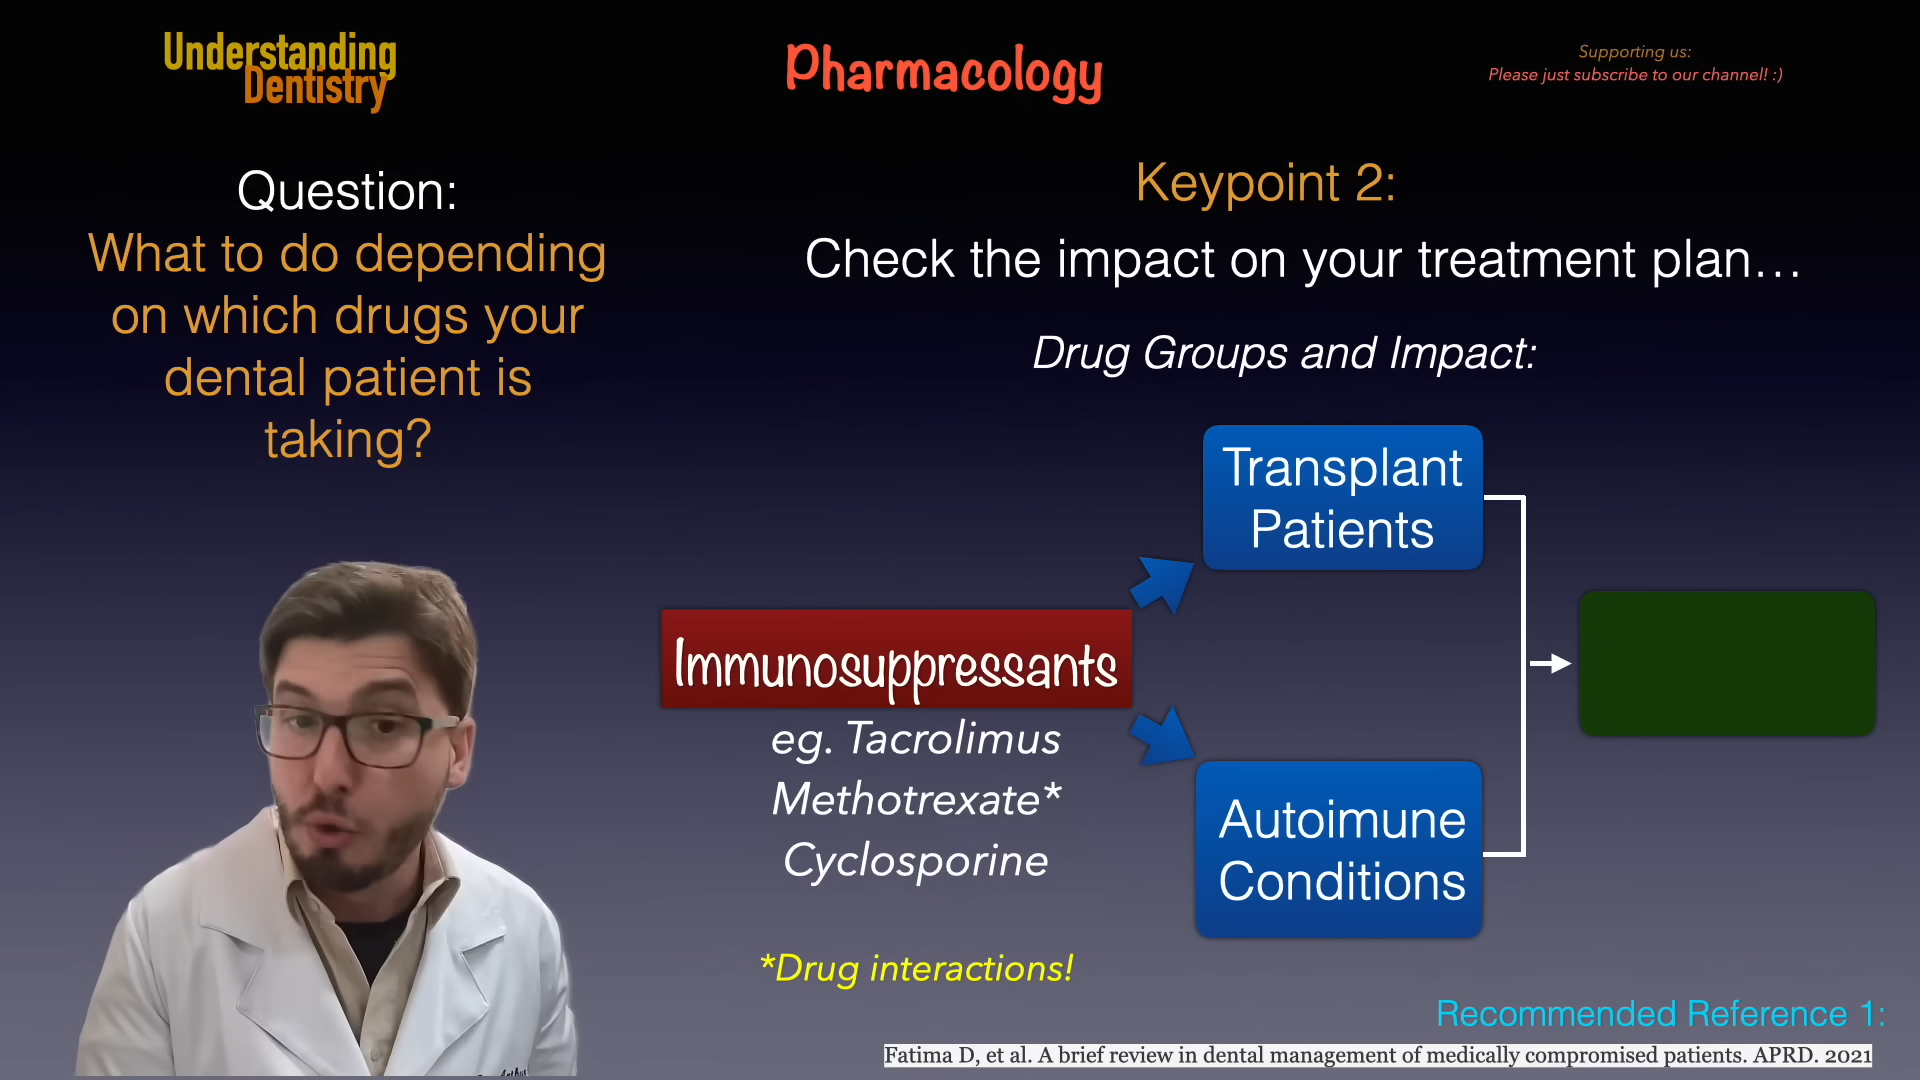 Understanding
Dentistry
Pharmacology
Supporting us:
Please just subscribe to our channel! :)
Question:
What to do depending
on which drugs your
dental patient is
taking?
Keypoint 2:
Check the impact on your treatment plan...
Drug Groups and Impact:
Transplant
Patients
Immunosuppressants
eg. Tacrolimus
Methotrexate*
Cyclosporine
Autoimune
Conditions
*Drug interactions!
Recommended Reference 1:
Fatima D, et al. A brief review in dental management of medically compromised patients. APRD. 2021